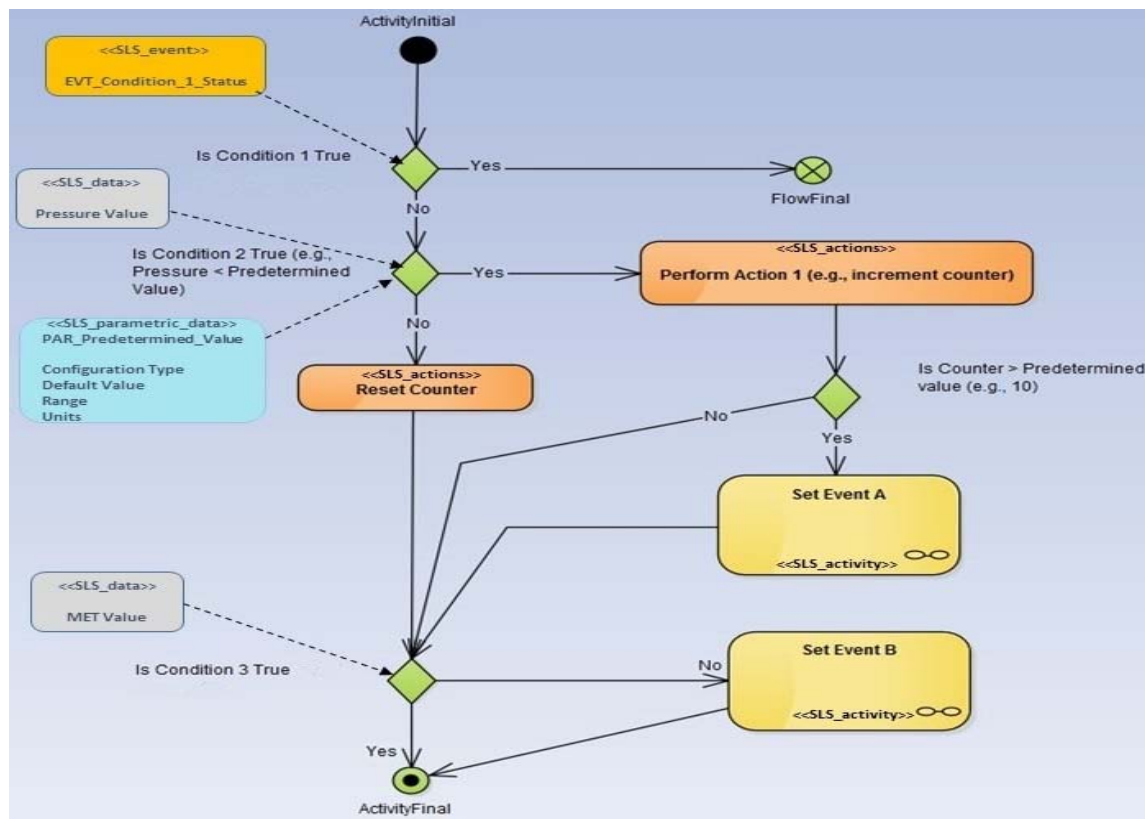 ActivityInitial
<<SLS_event>>
EVT_Condition_1_Status
Is Condition 1 True
Yes
FlowFinal
No
<<SLS_data>>
Pressure Value
Is Condition 2 True (e.g.,
Pressure < Predetermined
Value)
Yes
<<SLS_actions>>
Perform Action 1 (e.g., increment counter)
No
<<SLS_parametric_data>>
PAR_Predetermined_Value
Configuration Type
Default Value
Range
Units
<<SLS_actions>>
Reset Counter
Is Counter > Predetermined
value (e.g., 10)
No
Yes
Set Event A
<<SLS_activity>>
<<SLS_data>>
MET Value
Is Condition 3 True
No
Set Event B
<<SLS_activity>>
Yes
ActivityFinal